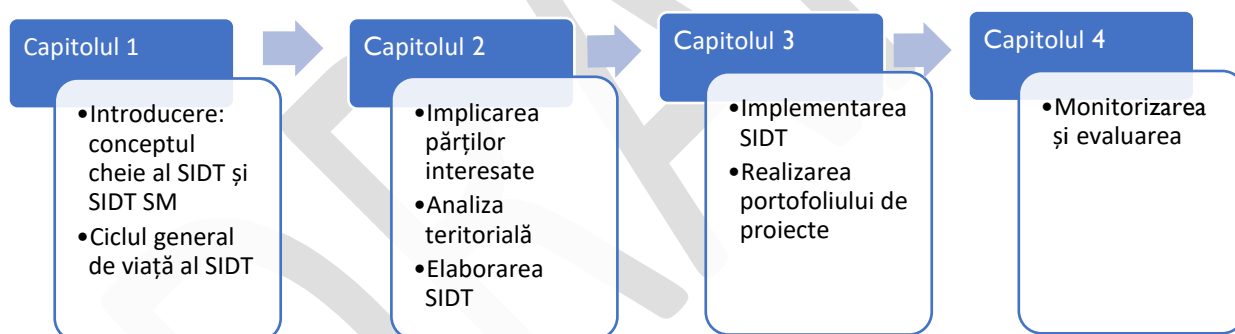 Capitolul 1
•Introducere:
conceptul
cheie al SIDT și
SIDT SM
•Ciclul general
de viață al SIDT
Capitolul 2
•Implicarea
părților
interesate
•Analiza
teritorială
•Elaborarea
SIDT
Capitolul 3
•Implementarea
SIDT
•Realizarea
portofoliului de
proiecte
Capitolul 4
•Monitorizarea
și evaluarea